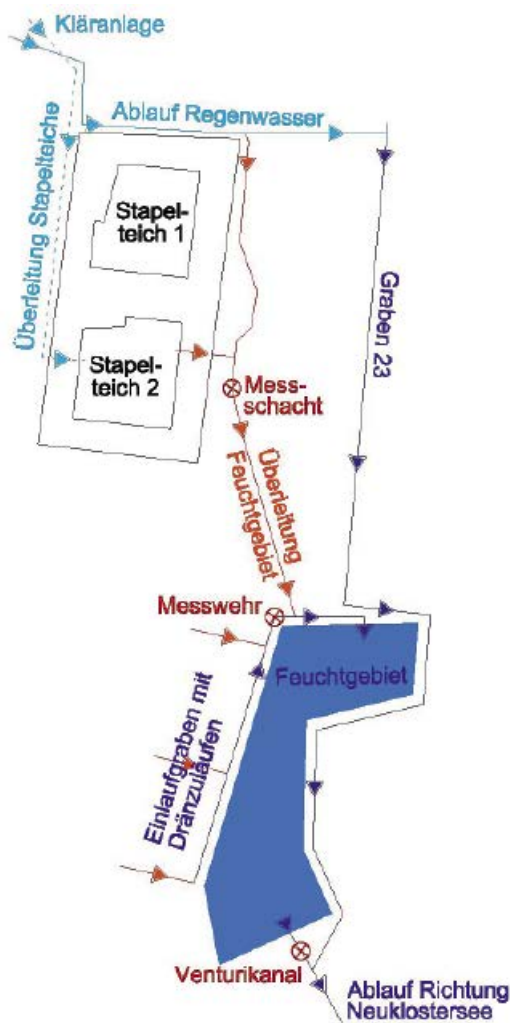 Kläranlage
Ablauf Regenwasser
Überleitung Stapelteiche
Stapel-
teich 1
Graben 23
Stapel-
teich 2
Mess-
schacht
Überleitung
Feuchtgebiet
Messwehr
Feuchtgebiet
Einlaufgraben mit
Dränzuläufen
Venturikanal
Ablauf Richtung
Neuklostersee